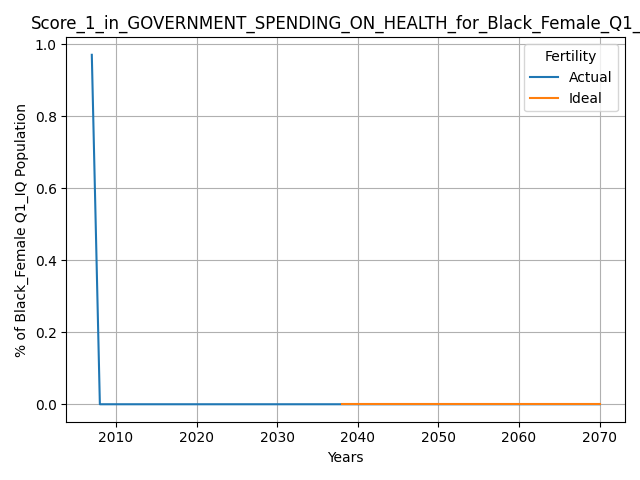 Score_1_in_GOVERNMENT_SPENDING_ON_HEALTH_for_Black_Female_Q1_
Fertility
Actual
Ideal
% of Black_Female Q1_IQ Population
1.0
0.8
0.6
0.4
0.2
0.0
2010 2020 2030 2040 2050 2060 2070
Years